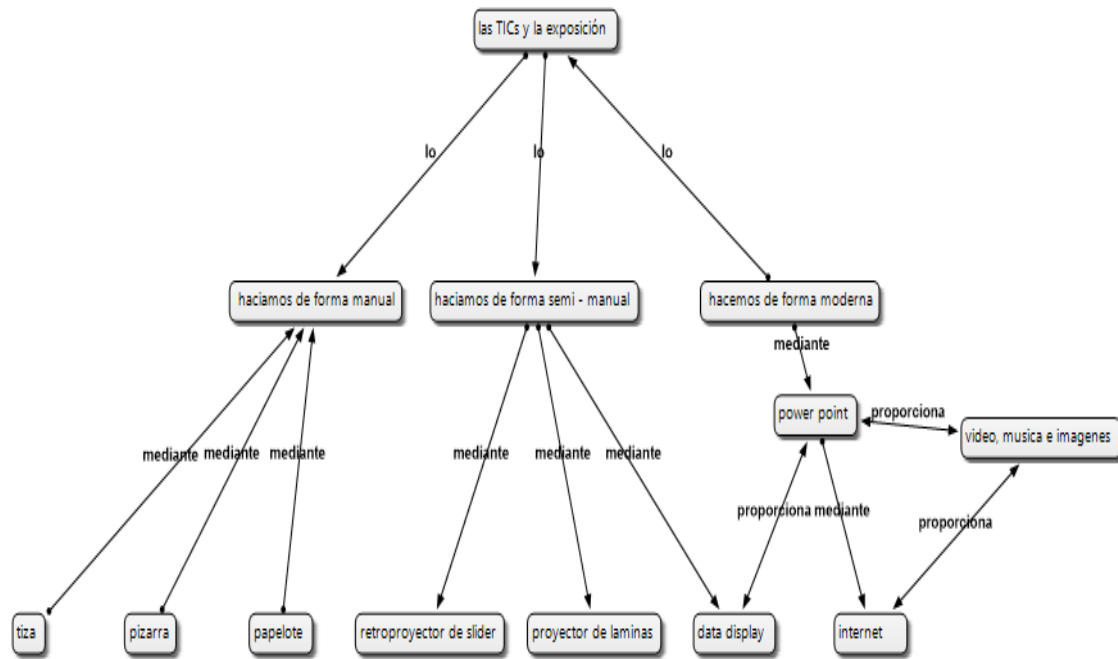 las TICs y la exposición
lo
lo
lo
haciamos de forma manual
haciamos de forma semi - manual
hacemos de forma moderna
mediante
power point
proporciona
video, musica e imagenes
mediante
mediante
mediante
mediante
mediante
mediante
proporciona
mediante
proporciona
tiza
pizarra
papelote
retroproyector de slider
proyector de laminas
data display
internet